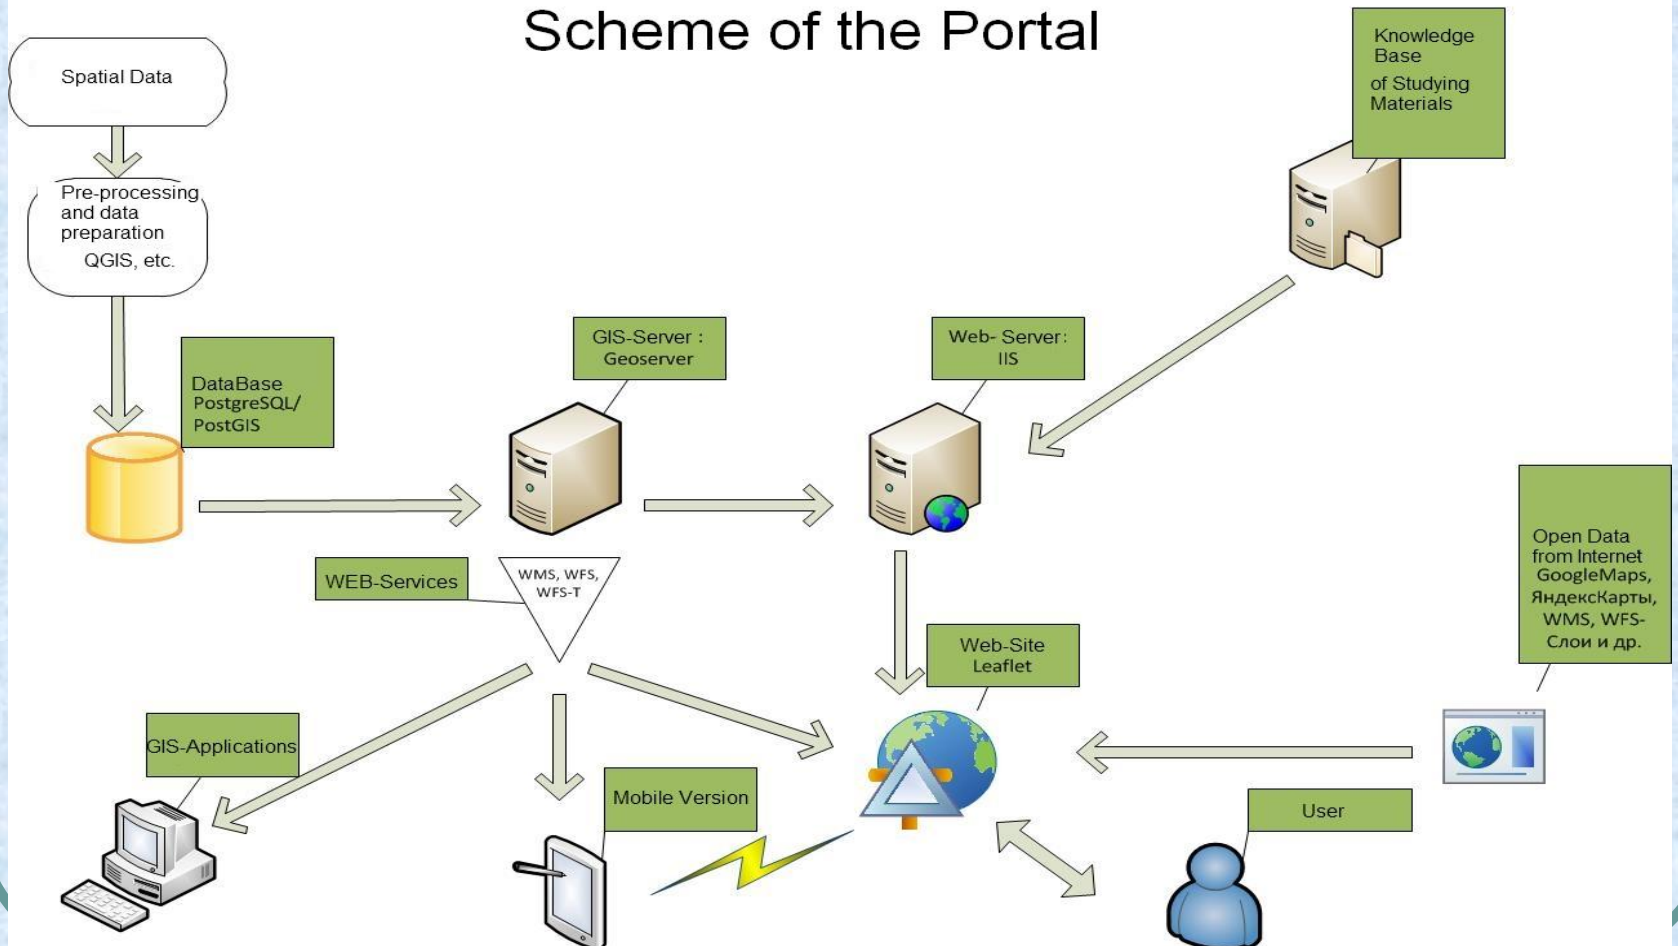 Scheme of the Portal
Spatial Data
Knowledge
Base
of Studying
Materials
Pre-processing
and data
preparation
QGIS, etc.
DataBase
PostgreSQL/
PostGIS
GIS-Server :
Geoserver
Web- Server:
IIS
WEB-Services
WMS, WFS,
WFS-T
Open Data
from Internet
GoogleMaps,
ЯндексКарты,
WMS, WFS-
Слои и др.
Web-Site
Leaflet
GIS-Applications
Mobile Version
User